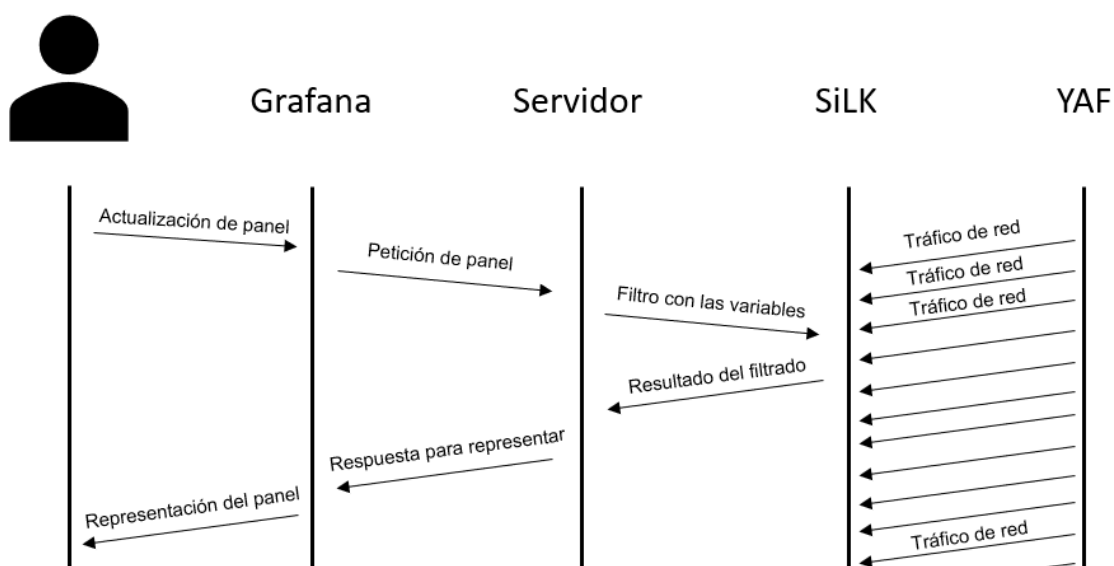 Grafana
Servidor
SiLK
YAF
Actualización de panel
Petición de panel
Filtro con las variables
Resultado del filtrado
Respuesta para representar
Representación del panel
Tráfico de red
Tráfico de red
Tráfico de red
Tráfico de red